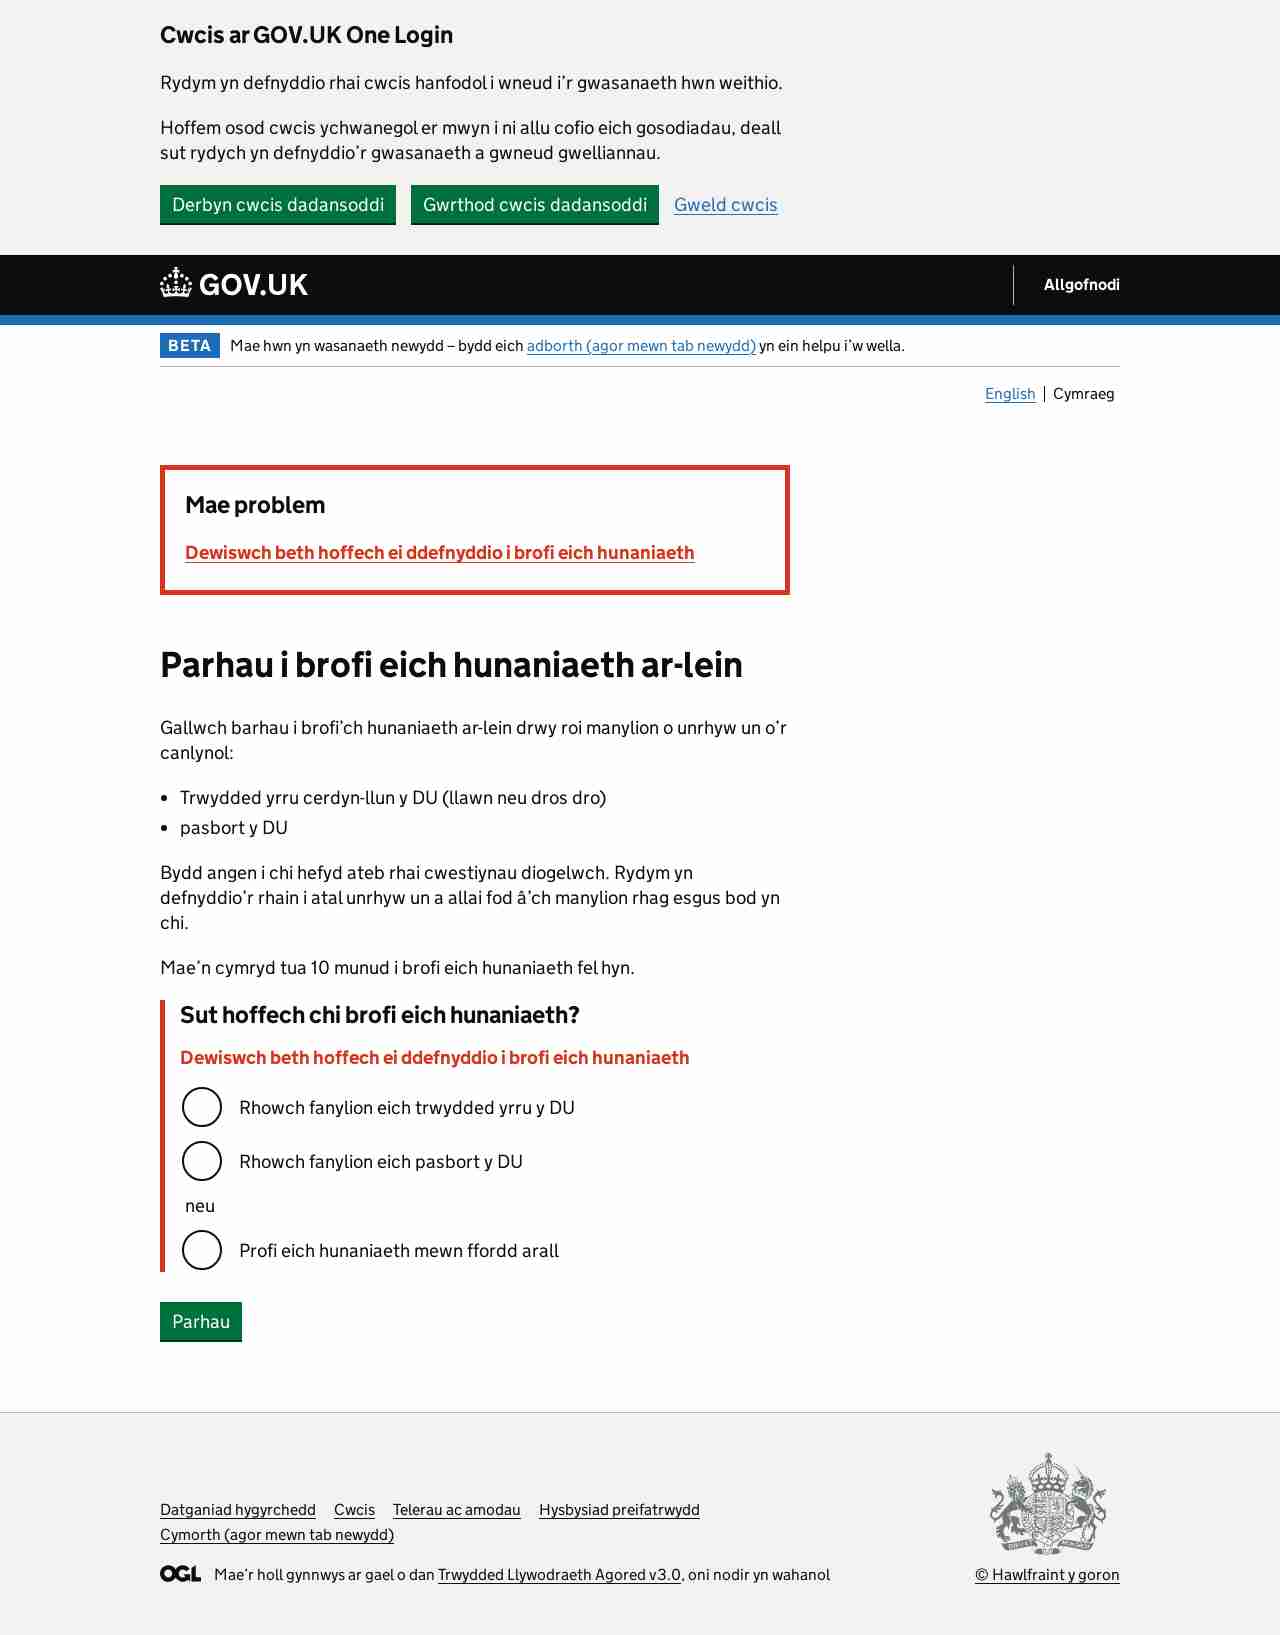 Cwcis ar GOV.UK One Login
Rydym yn defnyddio rhai cwcis hanfodol i wneud i’r gwasanaeth hwn weithio.
Hoffem osod cwcis ychwanegol er mwyn i ni allu cofio eich gosodiadau, deall
sut rydych yn defnyddio’r gwasanaeth a gwneud gwelliannau.
Derbyn cwcis dadansoddi Gwrthod cwcis dadansoddi Gweld cwcis
GOV.UK Allgofnodi
BETA Mae hwn yn wasanaeth newydd – bydd eich adborth (agor mewn tab newydd) yn ein helpu i’w wella.
English Cymraeg
Mae problem
Dewiswch beth hoffech ei ddefnyddio i brofi eich hunaniaeth
Parhau i brofi eich hunaniaeth ar-lein
Gallwch barhau i brofi’ch hunaniaeth ar-lein drwy roi manylion o unrhyw un o’r
canlynol:
• Trwydded yrru cerdyn-llun y DU (llawn neu dros dro)
• pasbort y DU
Bydd angen i chi hefyd ateb rhai cwestiynau diogelwch. Rydym yn
defnyddio’r rhain i atal unrhyw un a allai fod â’ch manylion rhag esgus bod yn
chi.
Mae’n cymryd tua 10 munud i brofi eich hunaniaeth fel hyn.
Sut hoffech chi brofi eich hunaniaeth?
Dewiswch beth hoffech ei ddefnyddio i brofi eich hunaniaeth
Rhowch fanylion eich trwydded yrru y DU
Rhowch fanylion eich pasbort y DU
neu
Profi eich hunaniaeth mewn ffordd arall
Parhau
Datganiad hygyrchedd Cwcis Telerau ac amodau Hysbysiad preifatrwydd
Cymorth (agor mewn tab newydd)
OGL Mae’r holl gynnwys ar gael o dan Trwydded Llywodraeth Agored v3.0, oni nodir yn wahanol
© Hawlfraint y goron